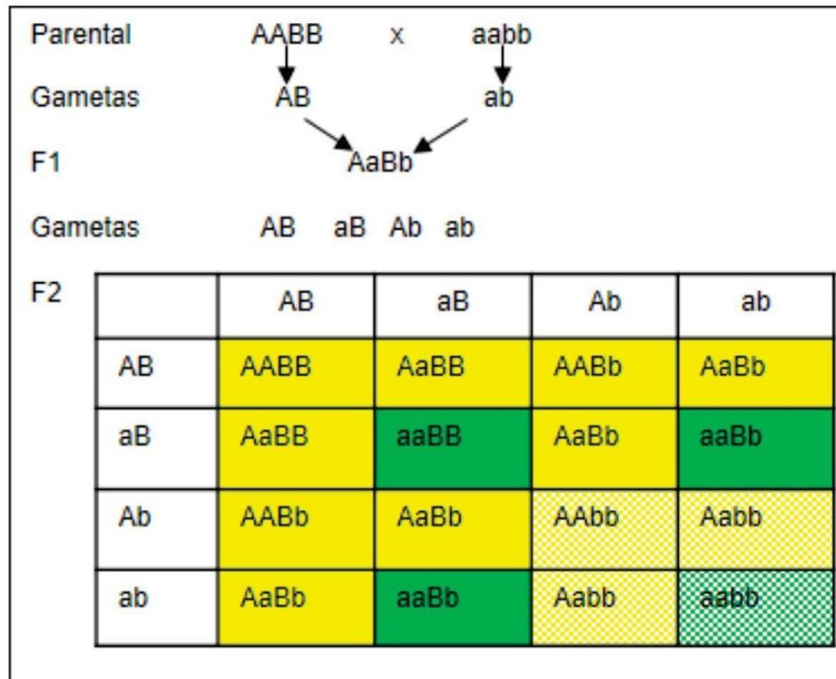 Parental AABB x aabb
Gametas AB ab
F1 AaBb
Gametas AB aB Ab ab
F2 AB aB Ab ab
AB AABB AaBB AABb AaBb
aB AaBB aaBB AaBb aaBb
Ab AABb AaBb AAbb Aabb
ab AaBb aaBb Aabb aabb